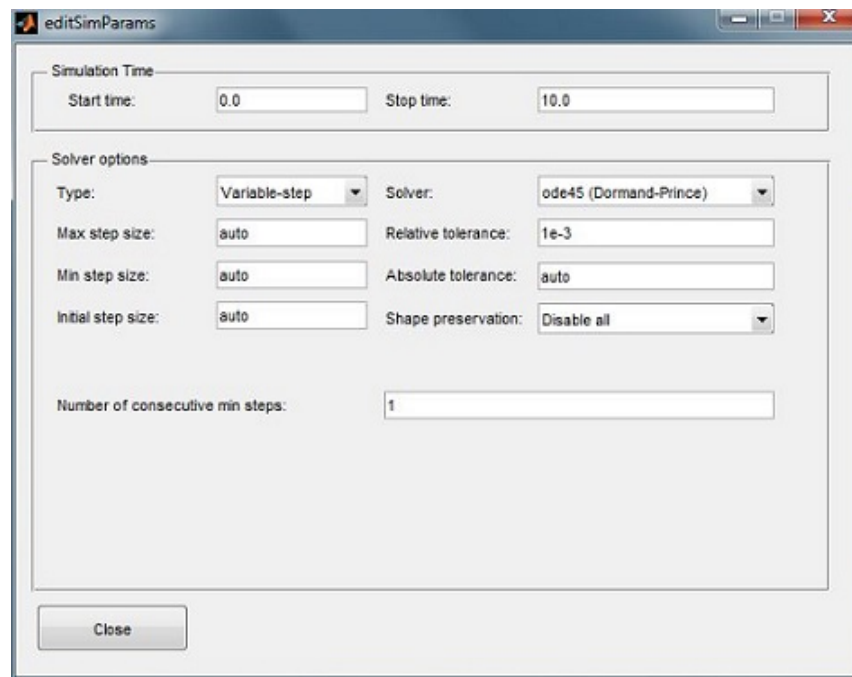 editSimParams
Simulation Time
Start time: 0.0 Stop time: 10.0
Solver options
Type: Variable-step Solver: ode45 (Dormand-Prince)
Max step size: auto Relative tolerance: 1e-3
Min step size: auto Absolute tolerance: auto
Initial step size: auto Shape preservation: Disable all
Number of consecutive min steps: 1
Close